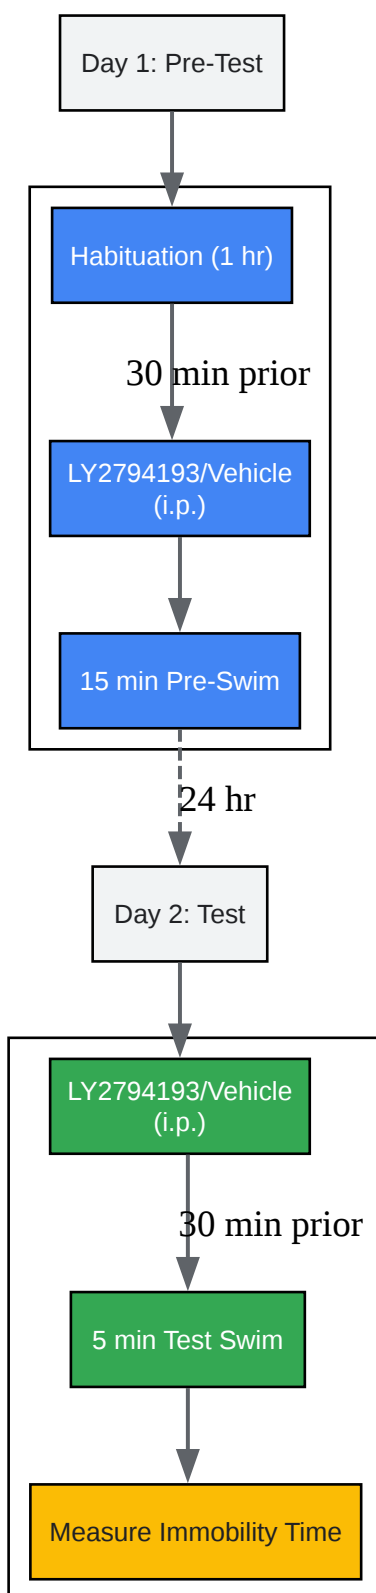 Day 1: Pre-Test
Habituation (1 hr)
30 min prior
LY2794193/Vehicle
(i.p.)
15 min Pre-Swim
24 hr
Day 2: Test
LY2794193/Vehicle
(i.p.)
30 min prior
5 min Test Swim
Measure Immobility Time